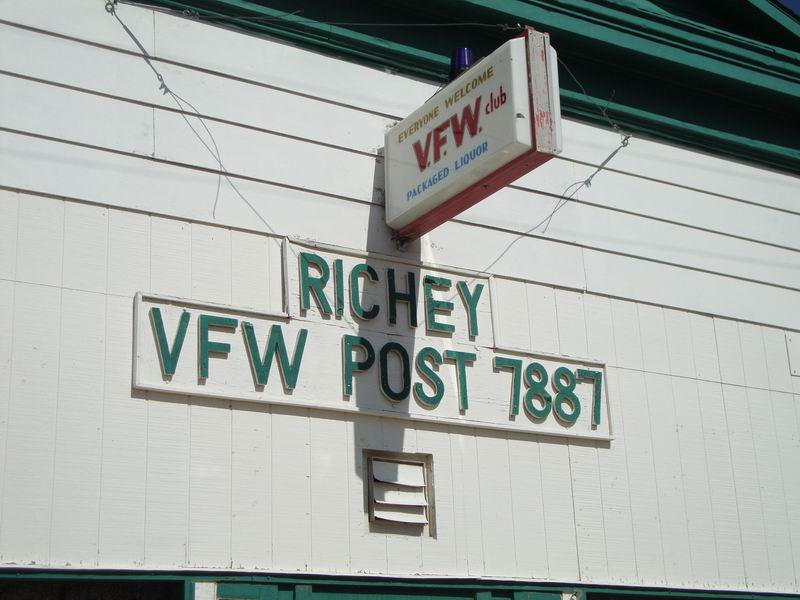 EVERYONE WELCOME
V.F.W. club
PACKAGED LIQUOR
RICHEY
VFW POST 7887